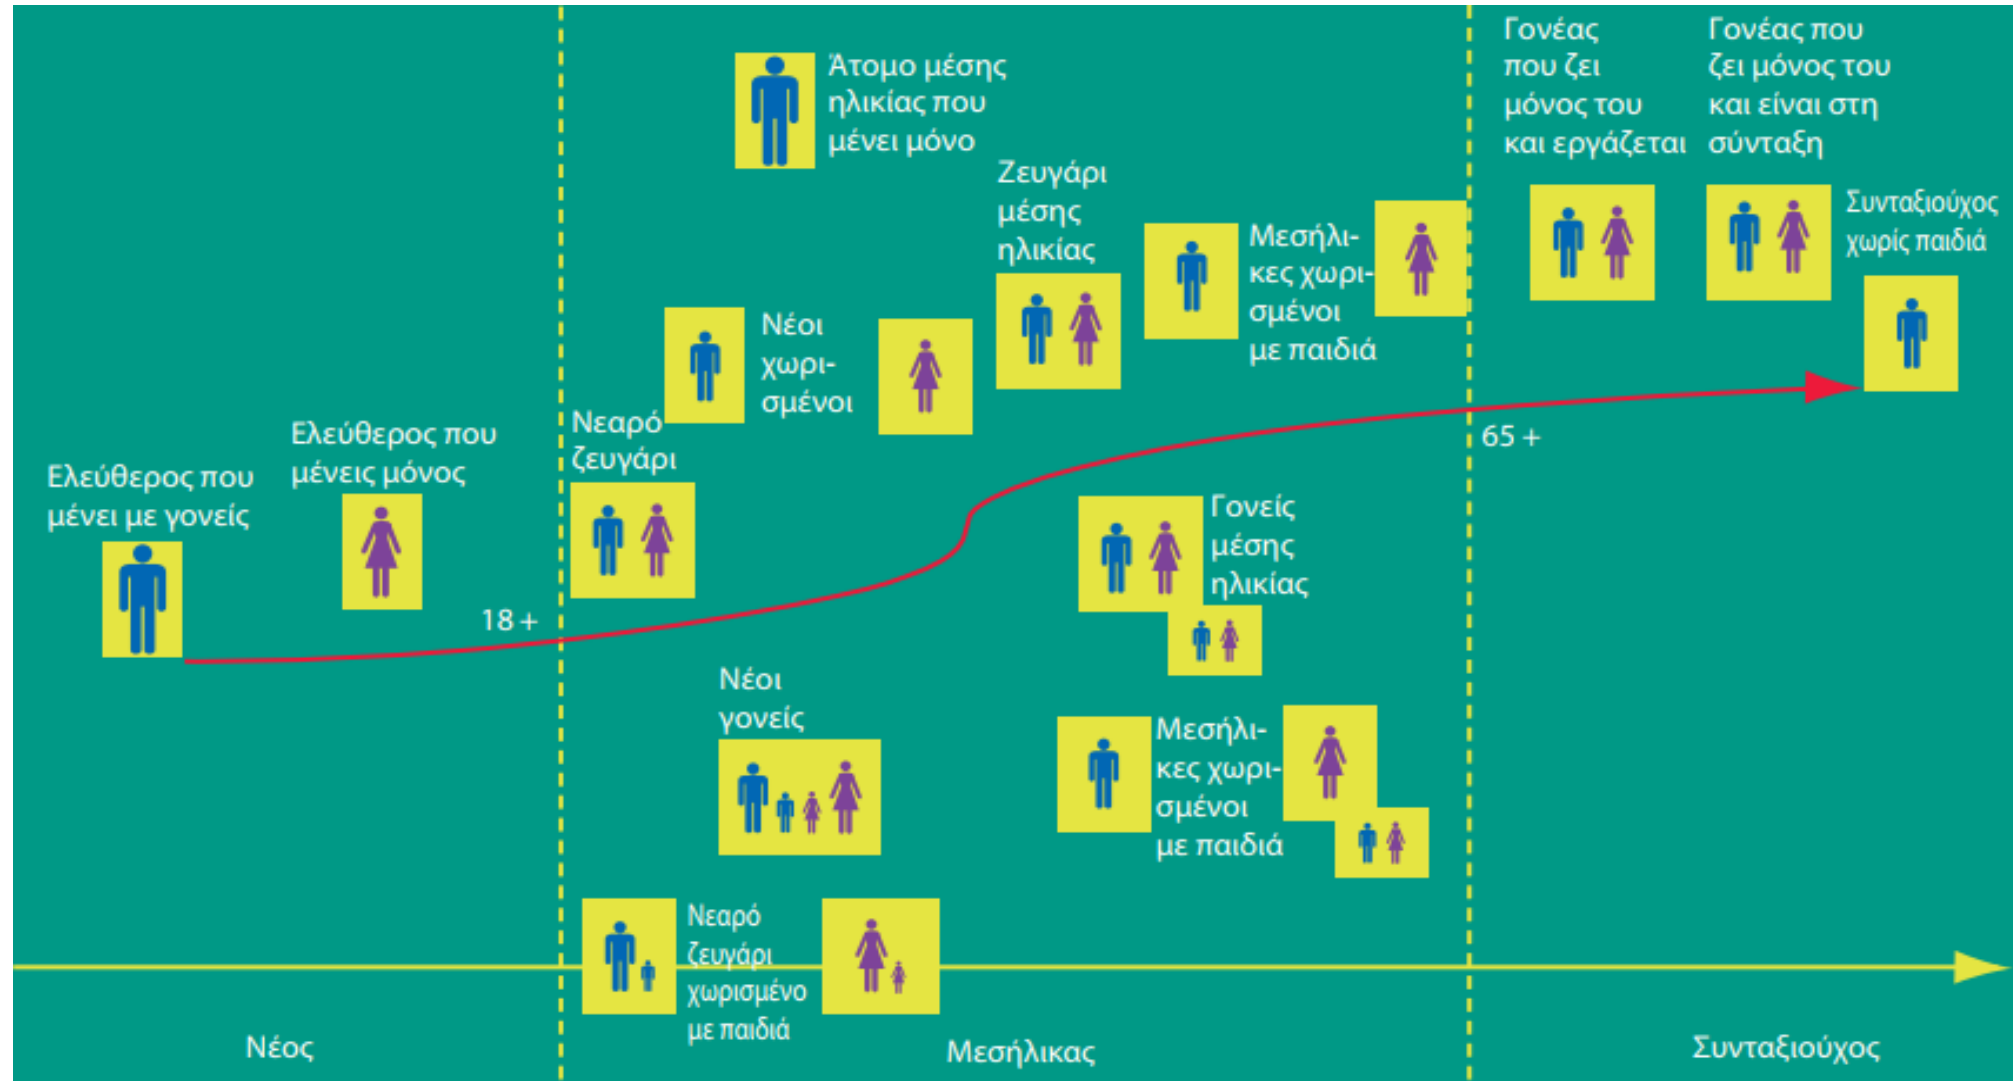 Ελεύθερος που
μένει με γονείς
Ελεύθερος που
μένεις μόνος
18 +
Νεαρό
ζευγάρι
Νέοι
χωρι-
σμένοι
Άτομο μέσης
ηλικίας που
μένει μόνο
Ζευγάρι
μέσης
ηλικίας
Μεσήλι-
κες χωρι-
σμένοι
με παιδιά
Γονείς
μέσης
ηλικίας
Νέοι
γονείς
Μεσήλι-
κες χωρι-
σμένοι
με παιδιά
Νεαρό
ζευγάρι
χωρισμένο
με παιδιά
Γονέας
που ζει
μόνος του
και εργάζεται
Γονέας που
ζει μόνος του
και είναι στη
σύνταξη
Συνταξιούχος
χωρίς παιδιά
65 +
Νέος
Μεσήλικας
Συνταξιούχος